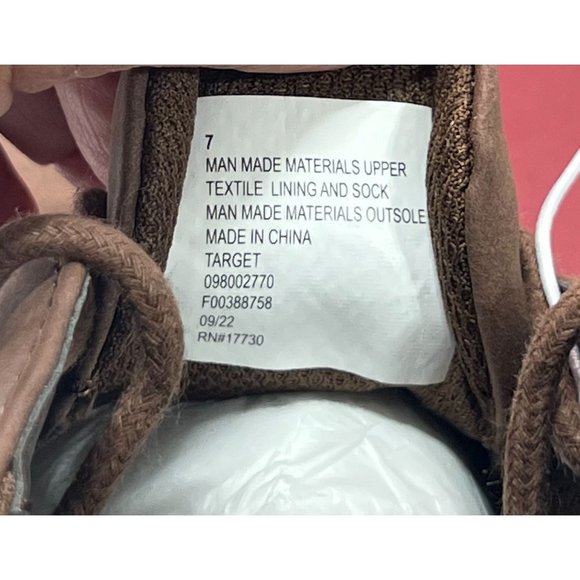 7
MAN MADE MATERIALS UPPER
TEXTILE LINING AND SOCK
MAN MADE MATERIALS OUTSOLE
MADE IN CHINA
TARGET
098002770
F00388758
09/22
RN#17730